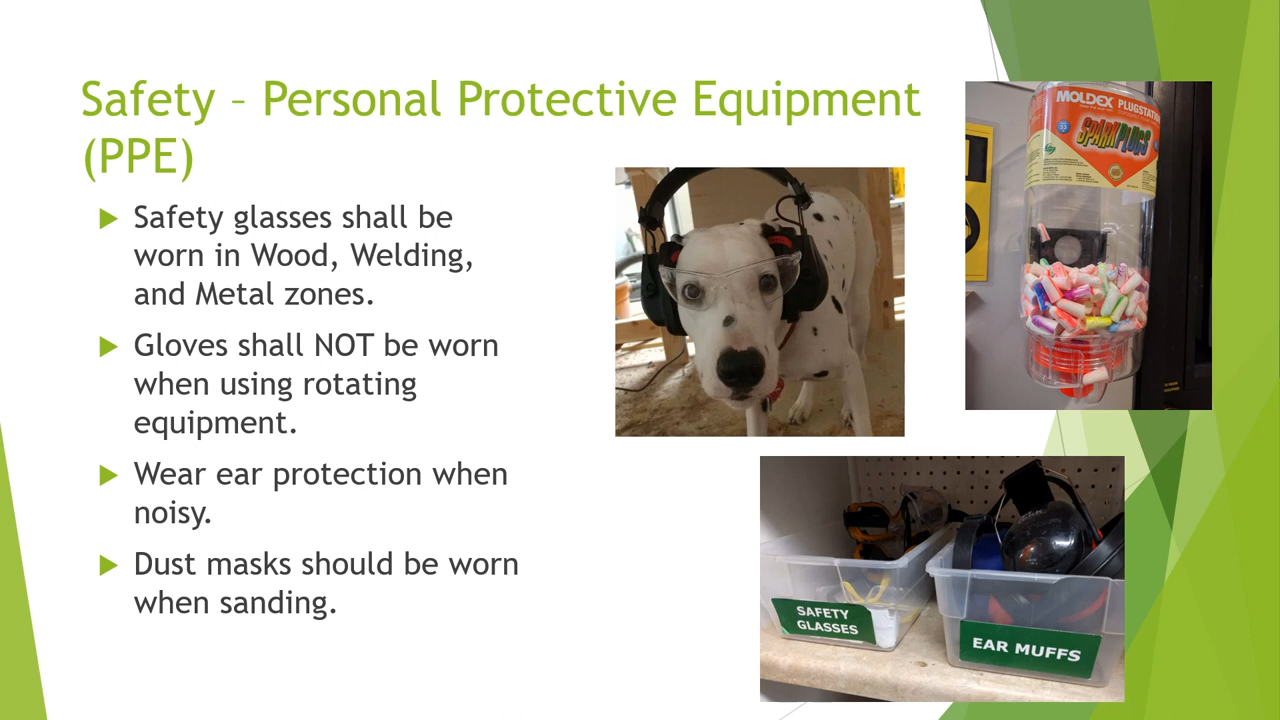 Safety – Personal Protective Equipment
(PPE)
Safety glasses shall be
worn in Wood, Welding,
and Metal zones.
Gloves shall NOT be worn
when using rotating
equipment.
Wear ear protection when
noisy.
Dust masks should be worn
when sanding.
MOLDEX PLUGSTATION
SPARKPLUGS
SAFETY
GLASSES
EAR MUFFS